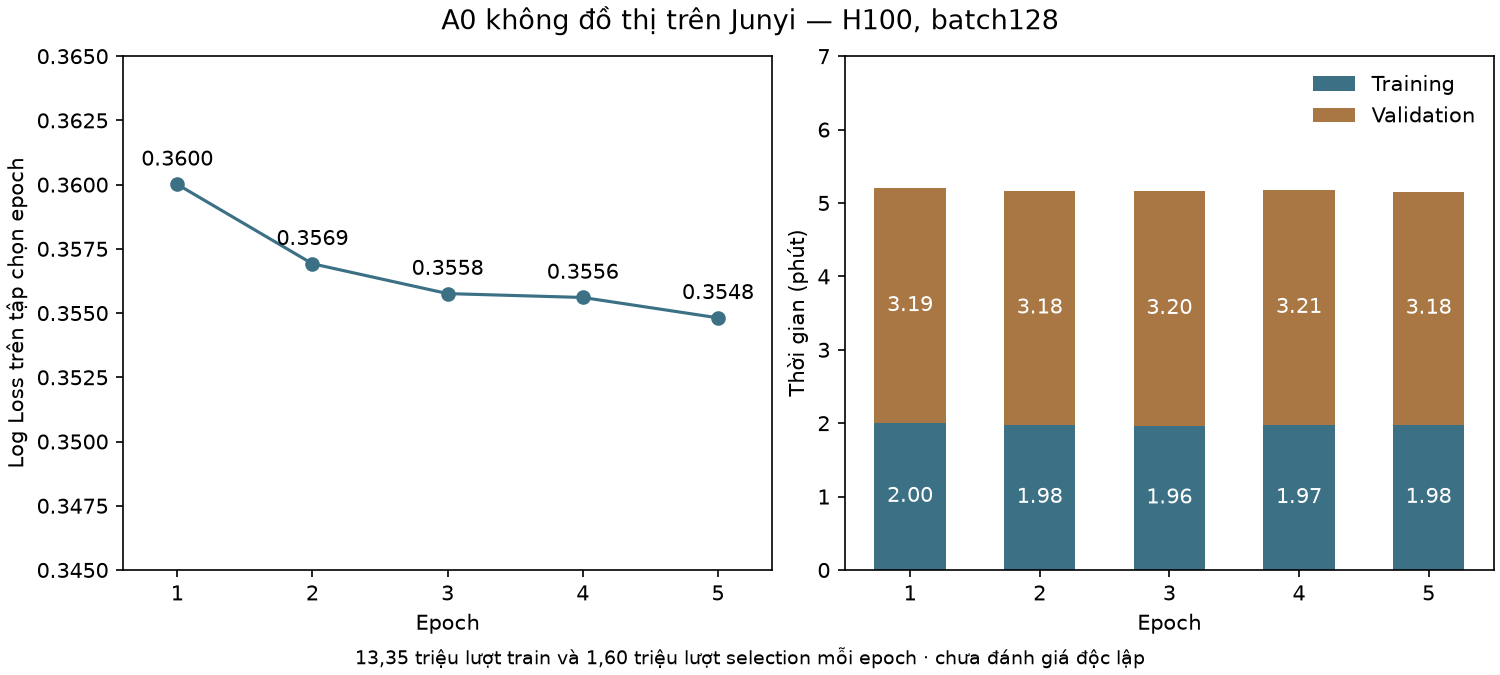 A0 không đồ thị trên Junyi — H100, batch128
Log Loss trên tập chọn epoch
0.3650
0.3625
0.3600
0.3575
0.3550
0.3525
0.3500
0.3475
0.3450
0.3600
0.3569
0.3558
0.3556
0.3548
1 2 3 4 5
Epoch
Thời gian (phút)
7
6
5
4
3
2
1
0
Training
Validation
3.19 3.18 3.20 3.21 3.18
2.00 1.98 1.96 1.97 1.98
1 2 3 4 5
Epoch
13,35 triệu lượt train và 1,60 triệu lượt selection mỗi epoch · chưa đánh giá độc lập